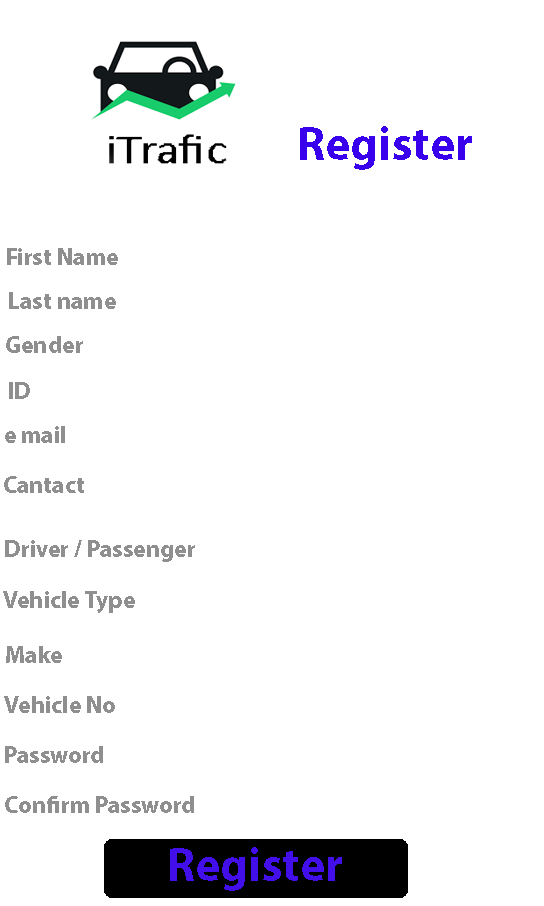 iTrafic
Register
First Name
Last name
Gender
ID
e mail
Cantact
Driver / Passenger
Vehicle Type
Make
Vehicle No
Password
Confirm Password
Register